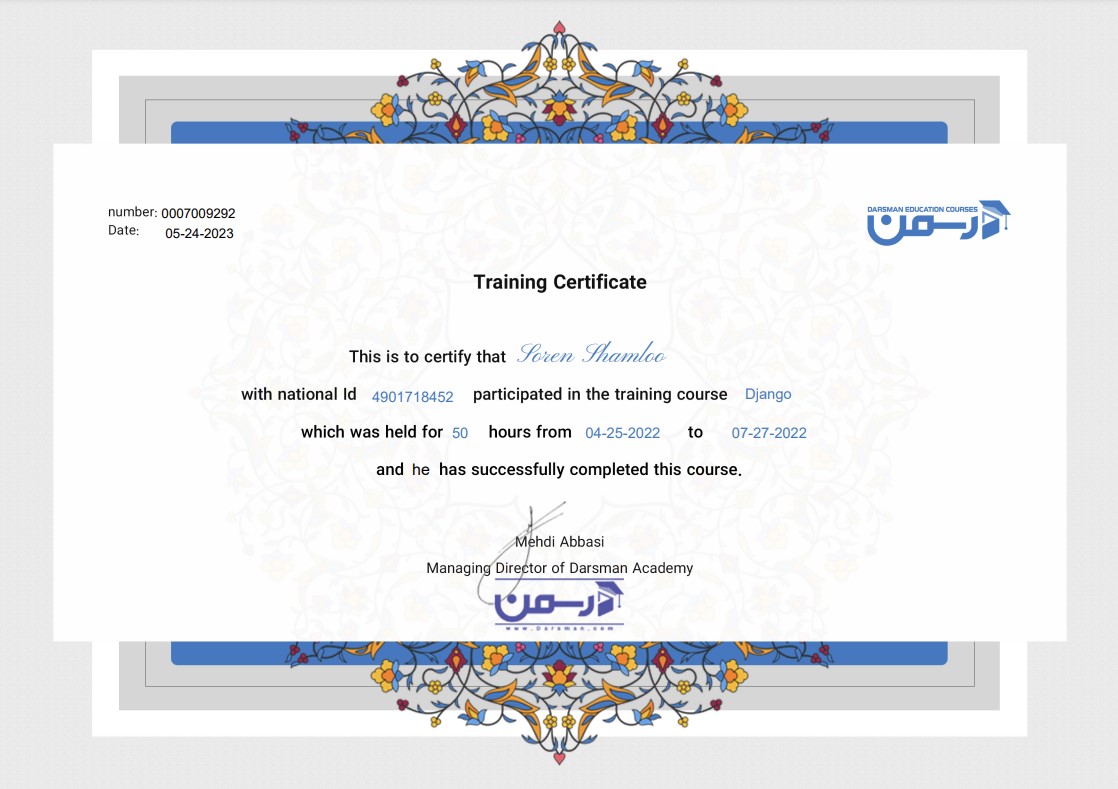 number: 0007009292
Date: 05-24-2023
DARSMAN EDUCATION COURSES
درسمن
Training Certificate
This is to certify that Soren Shamloo
with national Id 4901718452 participated in the training course Django
which was held for 50 hours from 04-25-2022 to 07-27-2022
and he has successfully completed this course.
Mehdi Abbasi
Managing Director of Darsman Academy
درسمن
www.Darsman.com